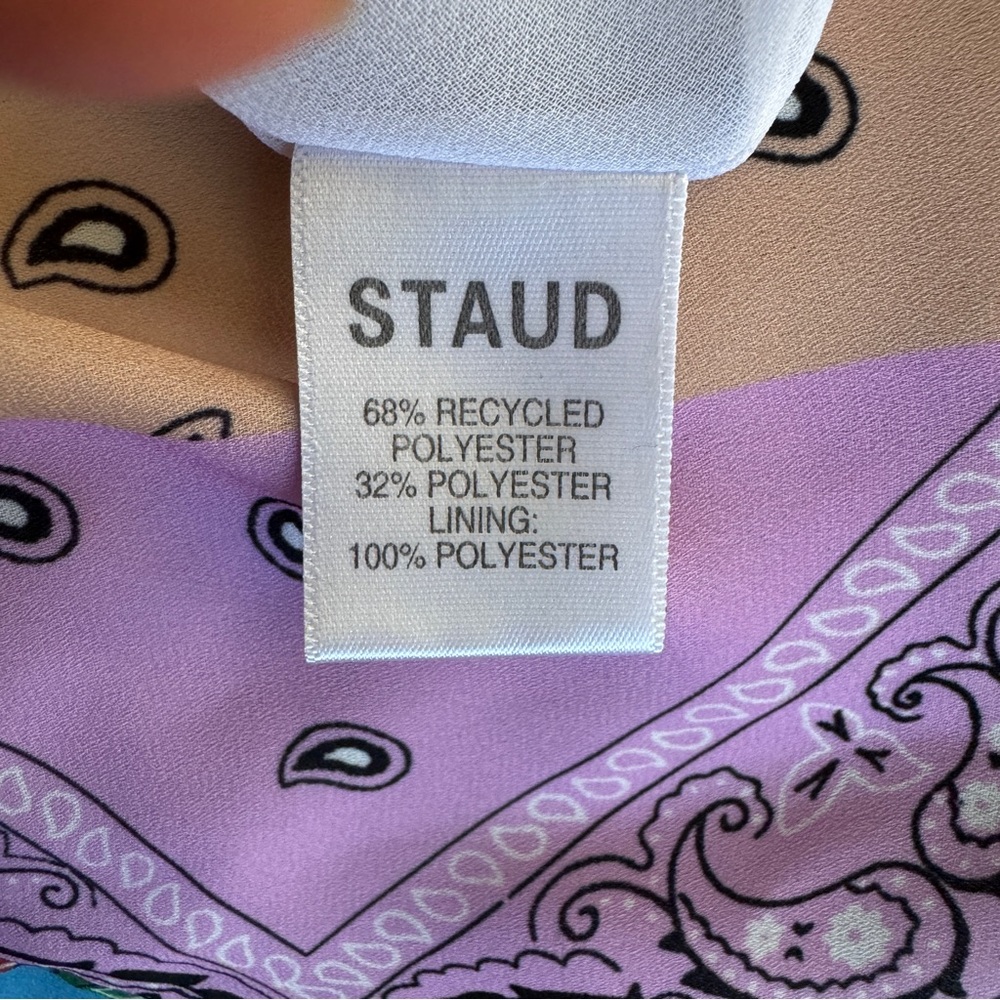 STAUD
68% RECYCLED
POLYESTER
32% POLYESTER
LINING:
100% POLYESTER